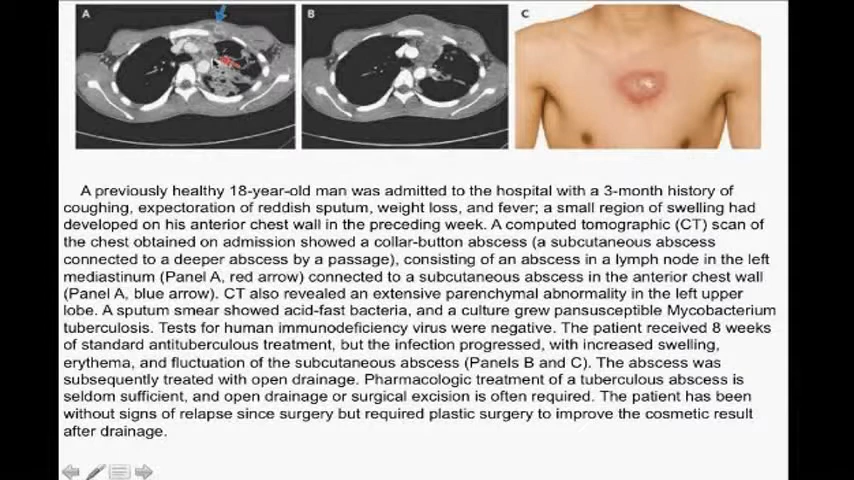 A
B
C
A previously healthy 18-year-old man was admitted to the hospital with a 3-month history of
coughing, expectoration of reddish sputum, weight loss, and fever; a small region of swelling had
developed on his anterior chest wall in the preceding week. A computed tomographic (CT) scan of
the chest obtained on admission showed a collar-button abscess (a subcutaneous abscess
connected to a deeper abscess by a passage), consisting of an abscess in a lymph node in the left
mediastinum (Panel A, red arrow) connected to a subcutaneous abscess in the anterior chest wall
(Panel A, blue arrow). CT also revealed an extensive parenchymal abnormality in the left upper
lobe. A sputum smear showed acid-fast bacteria, and a culture grew pansusceptible Mycobacterium
tuberculosis. Tests for human immunodeficiency virus were negative. The patient received 8 weeks
of standard antituberculous treatment, but the infection progressed, with increased swelling,
erythema, and fluctuation of the subcutaneous abscess (Panels B and C). The abscess was
subsequently treated with open drainage. Pharmacologic treatment of a tuberculous abscess is
seldom sufficient, and open drainage or surgical excision is often required. The patient has been
without signs of relapse since surgery but required plastic surgery to improve the cosmetic result
after drainage.